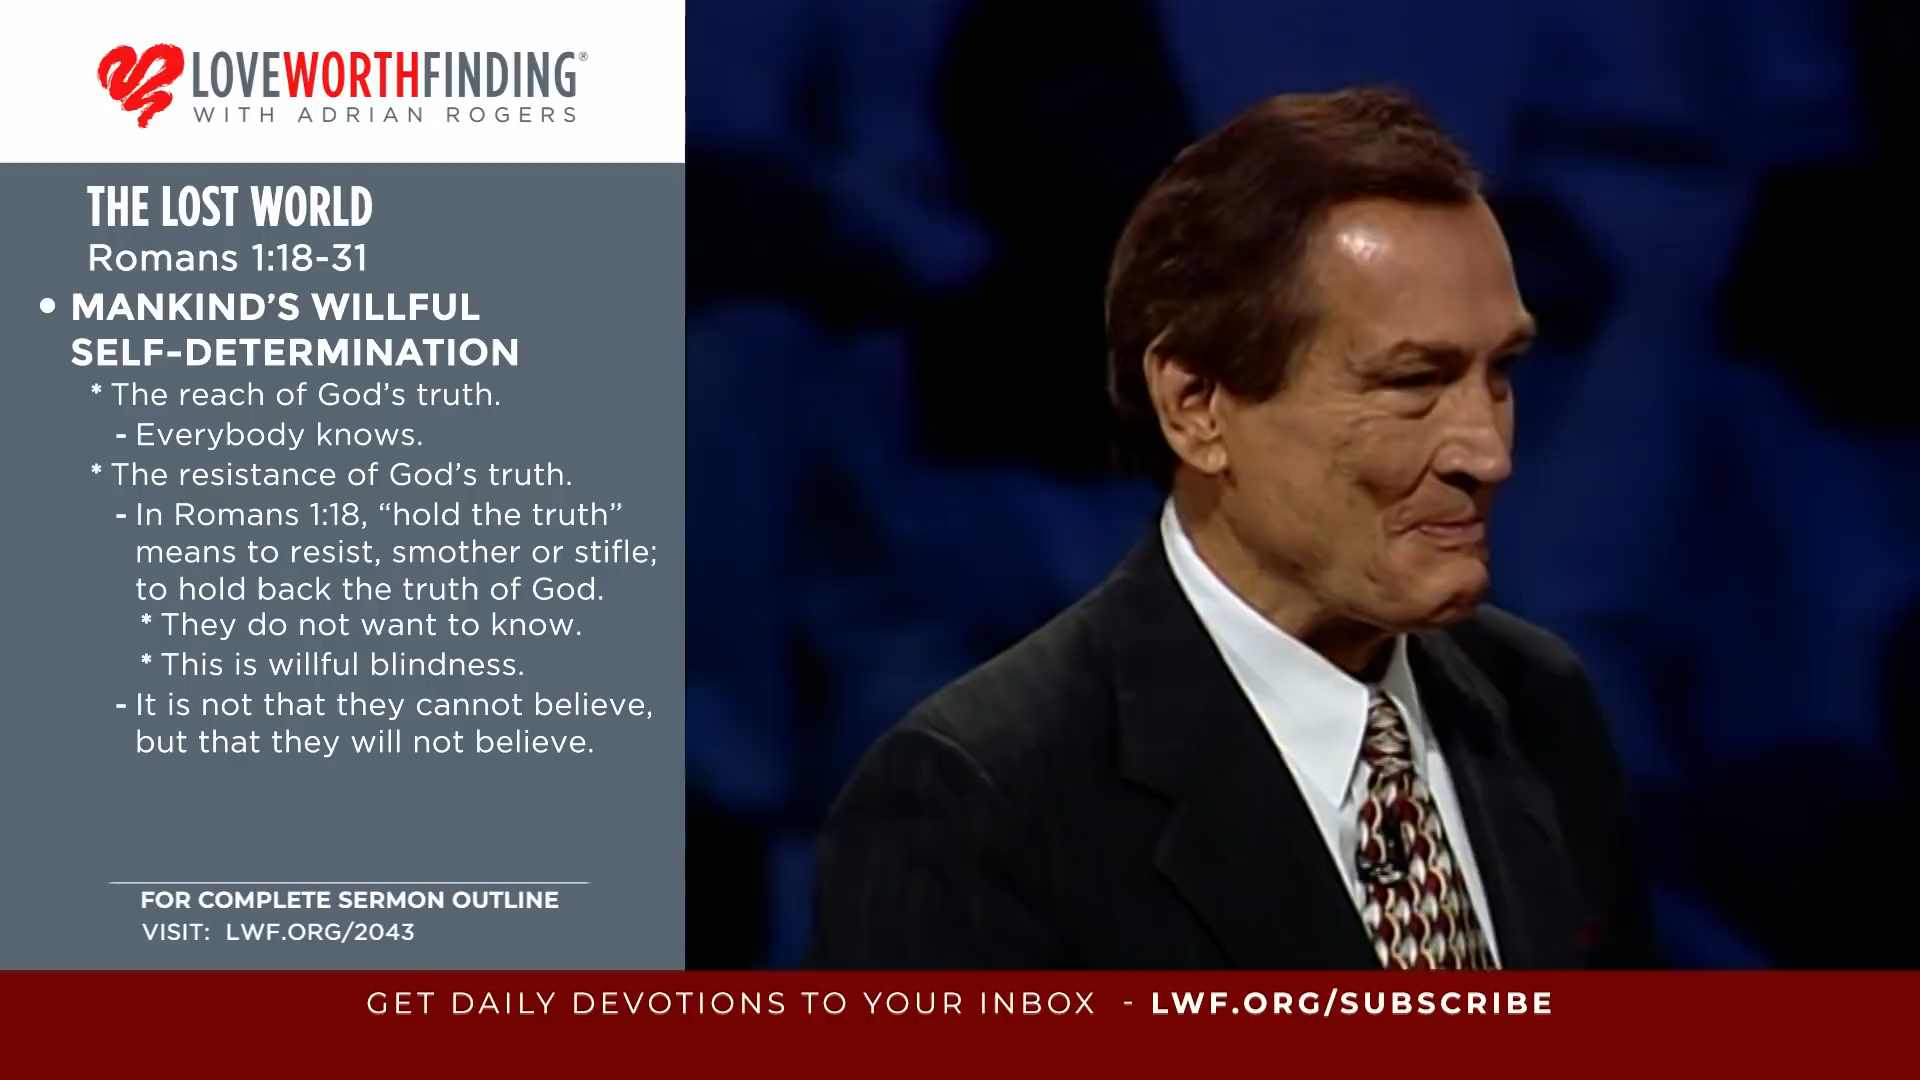 LOVEWORTHFINDING®
WITH ADRIAN ROGERS
THE LOST WORLD
Romans 1:18-31
• MANKIND'S WILLFUL
SELF-DETERMINATION
* The reach of God's truth.
- Everybody knows.
* The resistance of God's truth.
- In Romans 1:18, “hold the truth”
means to resist, smother or stifle;
to hold back the truth of God.
* They do not want to know.
* This is willful blindness.
- It is not that they cannot believe,
but that they will not believe.
FOR COMPLETE SERMON OUTLINE
VISIT: LWF.ORG/2043
GET DAILY DEVOTIONS TO YOUR INBOX - LWF.ORG/SUBSCRIBE